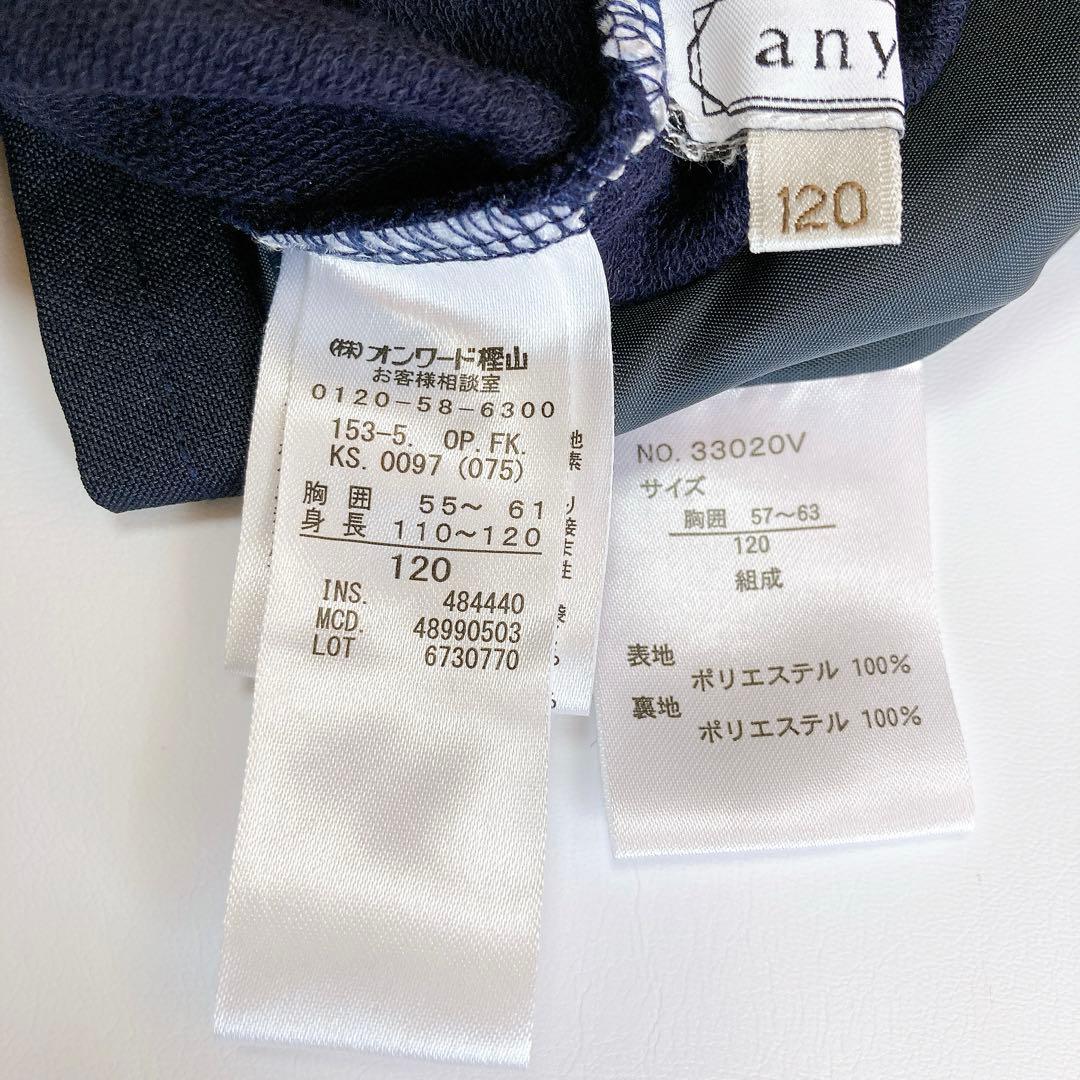 any
120
(株)オンワード樫山
お客様相談室
0120-58-6300
153-5. OP. FK.
KS. 0097 (075)
胸囲 55~ 61
身長 110~120
120
INS. 484440
MCD. 48990503
LOT 6730770
NO. 33020V
サイズ
胸囲 57~63
120
組成
表地 ポリエステル 100%
裏地 ポリエステル 100%